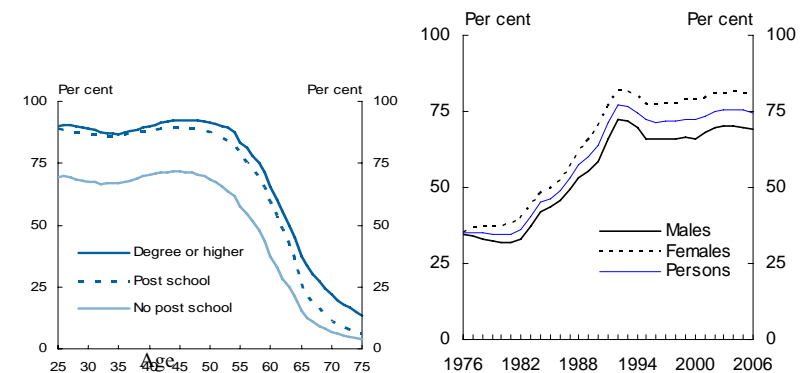 Per cent Per cent
100 100
75 75
50 50
25 25
0 0
Degree or higher
Post school
No post school
25 30 35 40 45 50 55 60 65 70 75
Age
Per cent Per cent
100 100
75 75
50 50
25 25
0 0
Males
Females
Persons
1976 1982 1988 1994 2000 2006